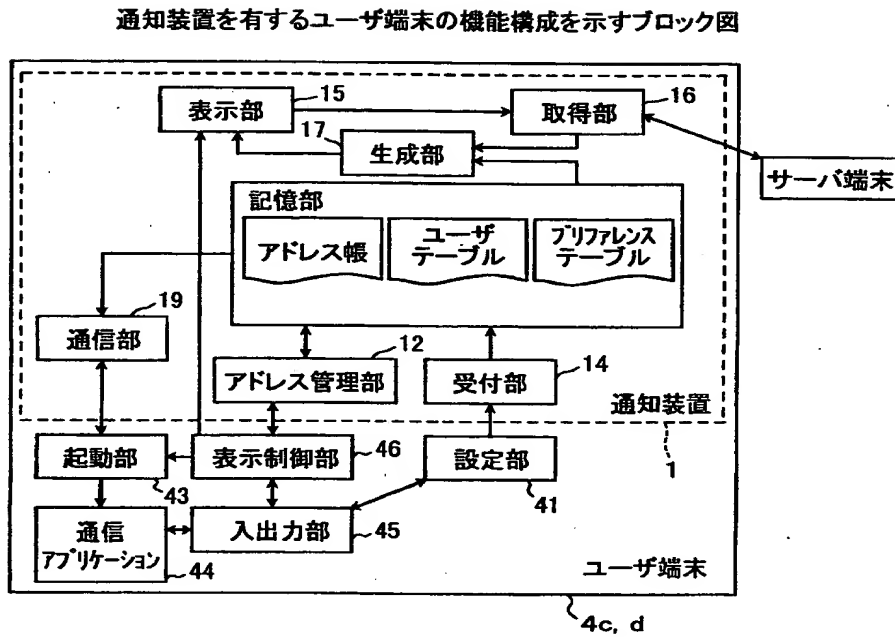 通知装置を有するユーザ端末の機能構成を示すブロック図
表示部
15
取得部
16
17
生成部
サーバ端末
記憶部
アドレス帳
ユーザ
テーブル
プリファレンス
テーブル
19
通信部
12
アドレス管理部
14
受付部
通知装置
1
起動部
43
表示制御部
46
設定部
41
通信
アプリケーション
44
入出力部
45
ユーザ端末
4c, d